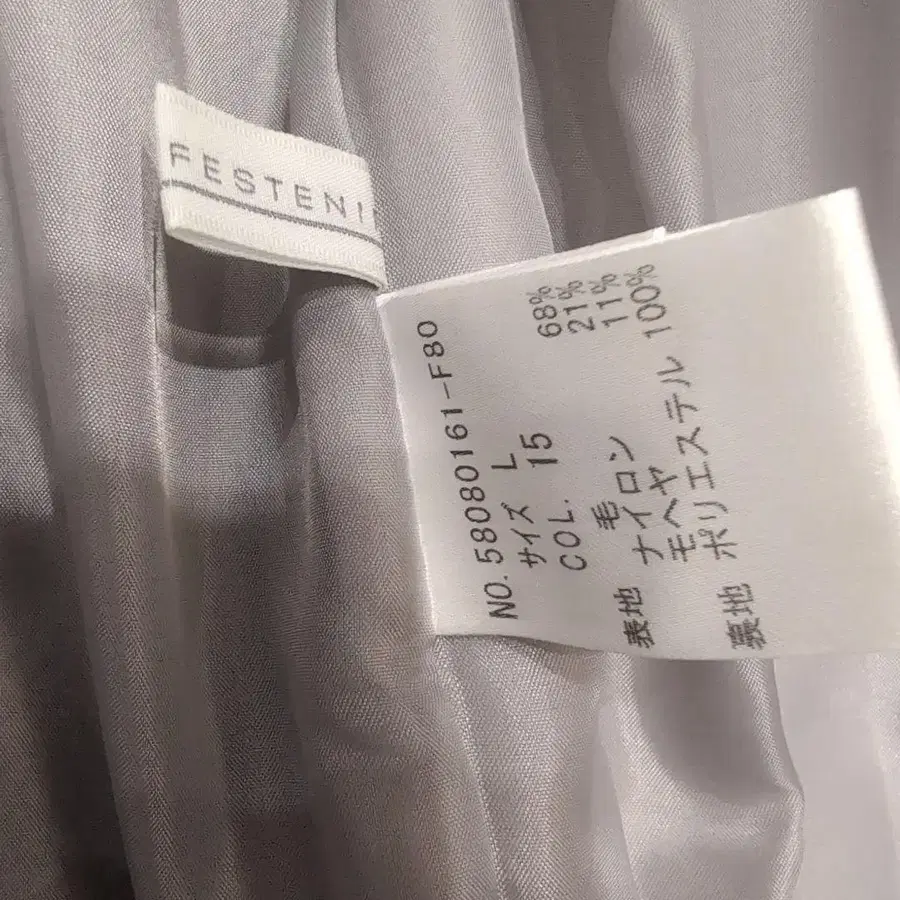 FESTENI
NO. 58080161-F80
サイズ L
COL. 15
表地 毛 68%
ナイロン 21%
モヘヤ 11%
裏地 ポリエステル 100%